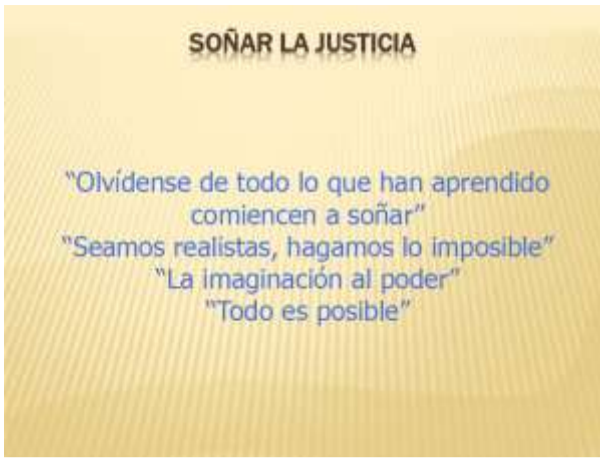 SOÑAR LA JUSTICIA
“Olvídense de todo lo que han aprendido
comiencen a soñar”
“Seamos realistas, hagamos lo imposible”
“La imaginación al poder”
“Todo es posible”